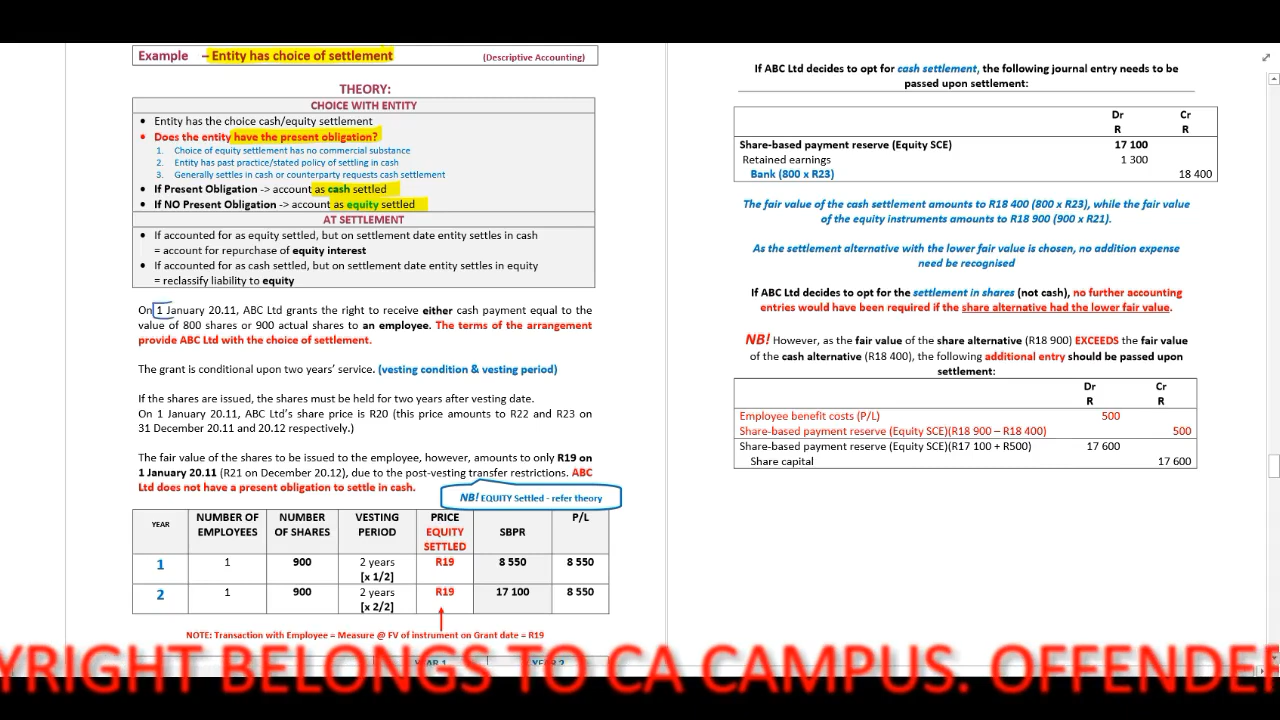 Example – Entity has choice of settlement (Descriptive Accounting)
THEORY:
CHOICE WITH ENTITY
• Entity has the choice cash/equity settlement
• Does the entity have the present obligation?
1. Choice of equity settlement has no commercial substance
2. Entity has past practice/stated policy of settling in cash
3. Generally settles in cash or counterparty requests cash settlement
• If Present Obligation -> account as cash settled
• If NO Present Obligation -> account as equity settled
AT SETTLEMENT
• If accounted for as equity settled, but on settlement date entity settles in cash
= account for repurchase of equity interest
• If accounted for as cash settled, but on settlement date entity settles in equity
= reclassify liability to equity
On 1 January 20.11, ABC Ltd grants the right to receive either cash payment equal to the
value of 800 shares or 900 actual shares to an employee. The terms of the arrangement
provide ABC Ltd with the choice of settlement.
The grant is conditional upon two years' service. (vesting condition & vesting period)
If the shares are issued, the shares must be held for two years after vesting date.
On 1 January 20.11, ABC Ltd's share price is R20 (this price amounts to R22 and R23 on
31 December 20.11 and 20.12 respectively.)
The fair value of the shares to be issued to the employee, however, amounts to only R19 on
1 January 20.11 (R21 on December 20.12), due to the post-vesting transfer restrictions. ABC
Ltd does not have a present obligation to settle in cash.
NB! EQUITY Settled - refer theory
YEAR NUMBER OF EMPLOYEES NUMBER OF SHARES VESTING PERIOD PRICE EQUITY SETTLED SBPR P/L
1 1 900 2 years [x 1/2] R19 8 550 8 550
2 1 900 2 years [x 2/2] R19 17 100 8 550
NOTE: Transaction with Employee = Measure @ FV of instrument on Grant date = R19
YEAR 1 YEAR 2
If ABC Ltd decides to opt for cash settlement, the following journal entry needs to be
passed upon settlement:
Dr Cr
R R
Share-based payment reserve (Equity SCE) 17 100
Retained earnings 1 300
Bank (800 x R23) 18 400
The fair value of the cash settlement amounts to R18 400 (800 x R23), while the fair value
of the equity instruments amounts to R18 900 (900 x R21).
As the settlement alternative with the lower fair value is chosen, no addition expense
need be recognised
If ABC Ltd decides to opt for the settlement in shares (not cash), no further accounting
entries would have been required if the share alternative had the lower fair value.
NB! However, as the fair value of the share alternative (R18 900) EXCEEDS the fair value
of the cash alternative (R18 400), the following additional entry should be passed upon
settlement:
Dr Cr
R R
Employee benefit costs (P/L) 500
Share-based payment reserve (Equity SCE)(R18 900 – R18 400) 500
Share-based payment reserve (Equity SCE)(R17 100 + R500) 17 600
Share capital 17 600
YRIGHT BELONGS TO CA CAMPUS. OFFENDER